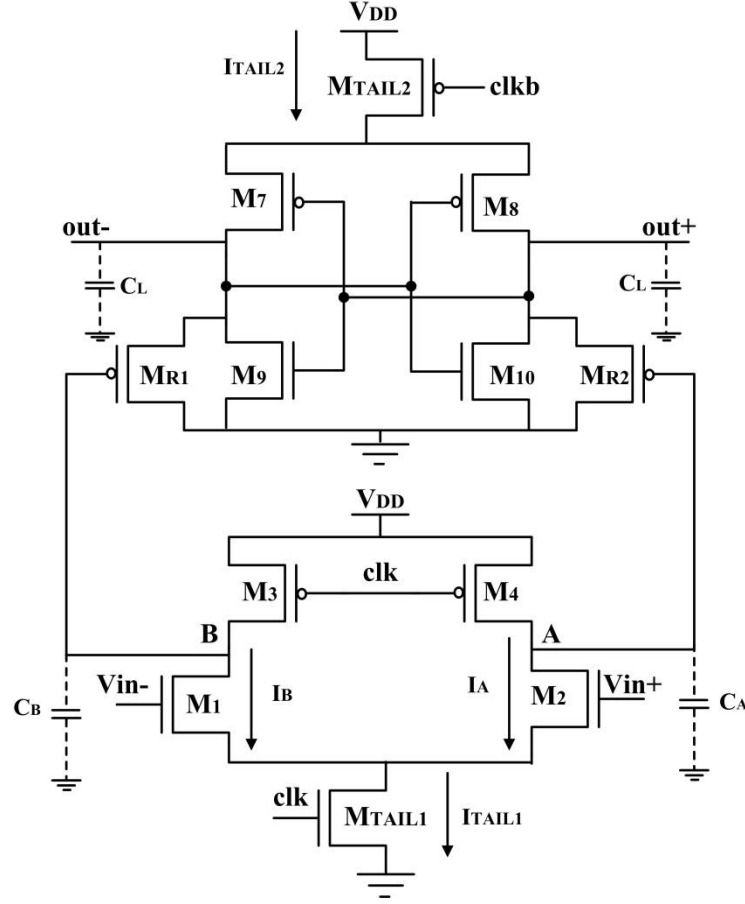 VDD
ITAIL2
MTAIL2
clkb
M7
M8
out-
out+
CL
CL
MR1
M9
M10
MR2
VDD
M3
clk
M4
B
A
Vin-
M1
IB
IA
M2
Vin+
CB
CA
clk
MTAIL1
ITAIL1